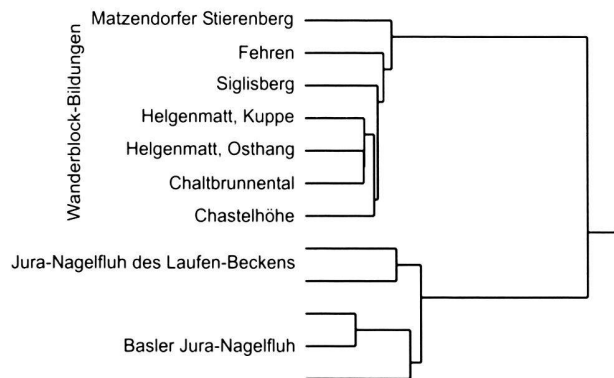 Wanderblock-Bildungen
Matzendorfer Stierenberg
Fehren
Siglisberg
Helgenmatt, Kuppe
Helgenmatt, Osthang
Chaltbrunnental
Chastelhöhe
Jura-Nagelfluh des Laufen-Beckens
Basler Jura-Nagelfluh